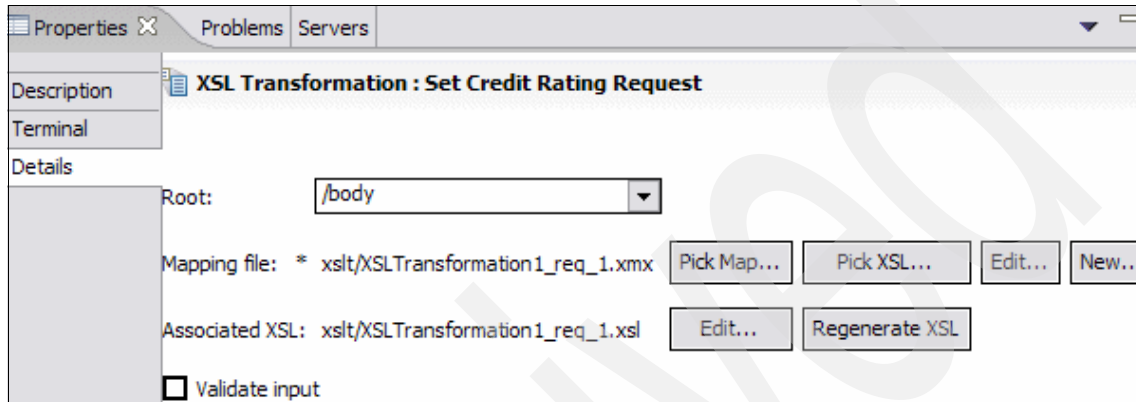 Properties Problems Servers
XSL Transformation : Set Credit Rating Request
Description
Terminal
Details
Root: /body
Mapping file: * xslt/XSLTransformation1_req_1.xmx Pick Map... Pick XSL... Edit... New..
Associated XSL: xslt/XSLTransformation1_req_1.xsl Edit... Regenerate XSL
Validate input